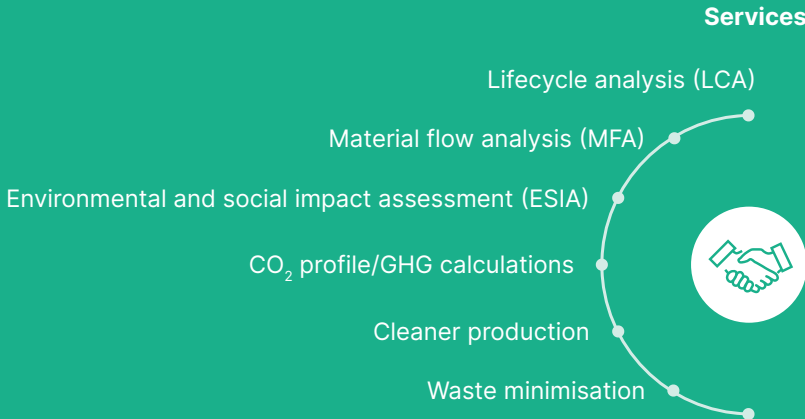 Services
Lifecycle analysis (LCA)
Material flow analysis (MFA)
Environmental and social impact assessment (ESIA)
CO₂ profile/GHG calculations
Cleaner production
Waste minimisation